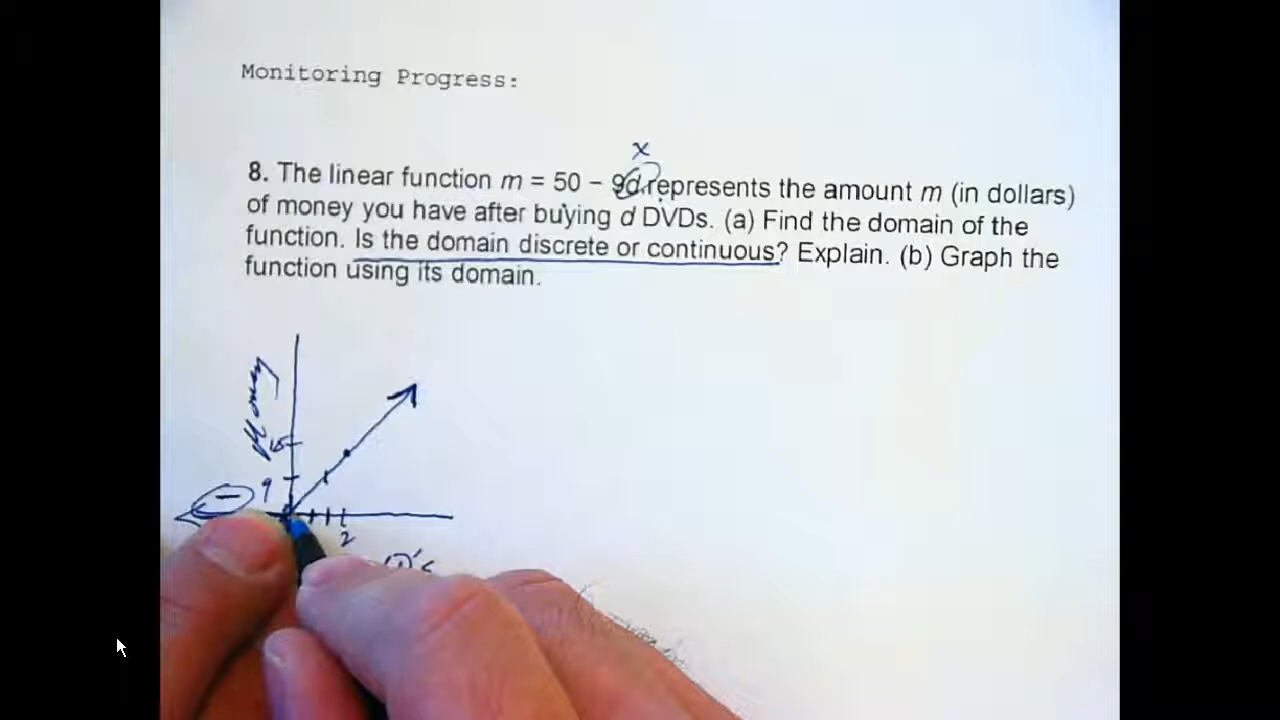 Monitoring Progress:
x
8. The linear function m = 50 − 9d represents the amount m (in dollars)
of money you have after buying d DVDs. (a) Find the domain of the
function. Is the domain discrete or continuous? Explain. (b) Graph the
function using its domain.
money
9
2